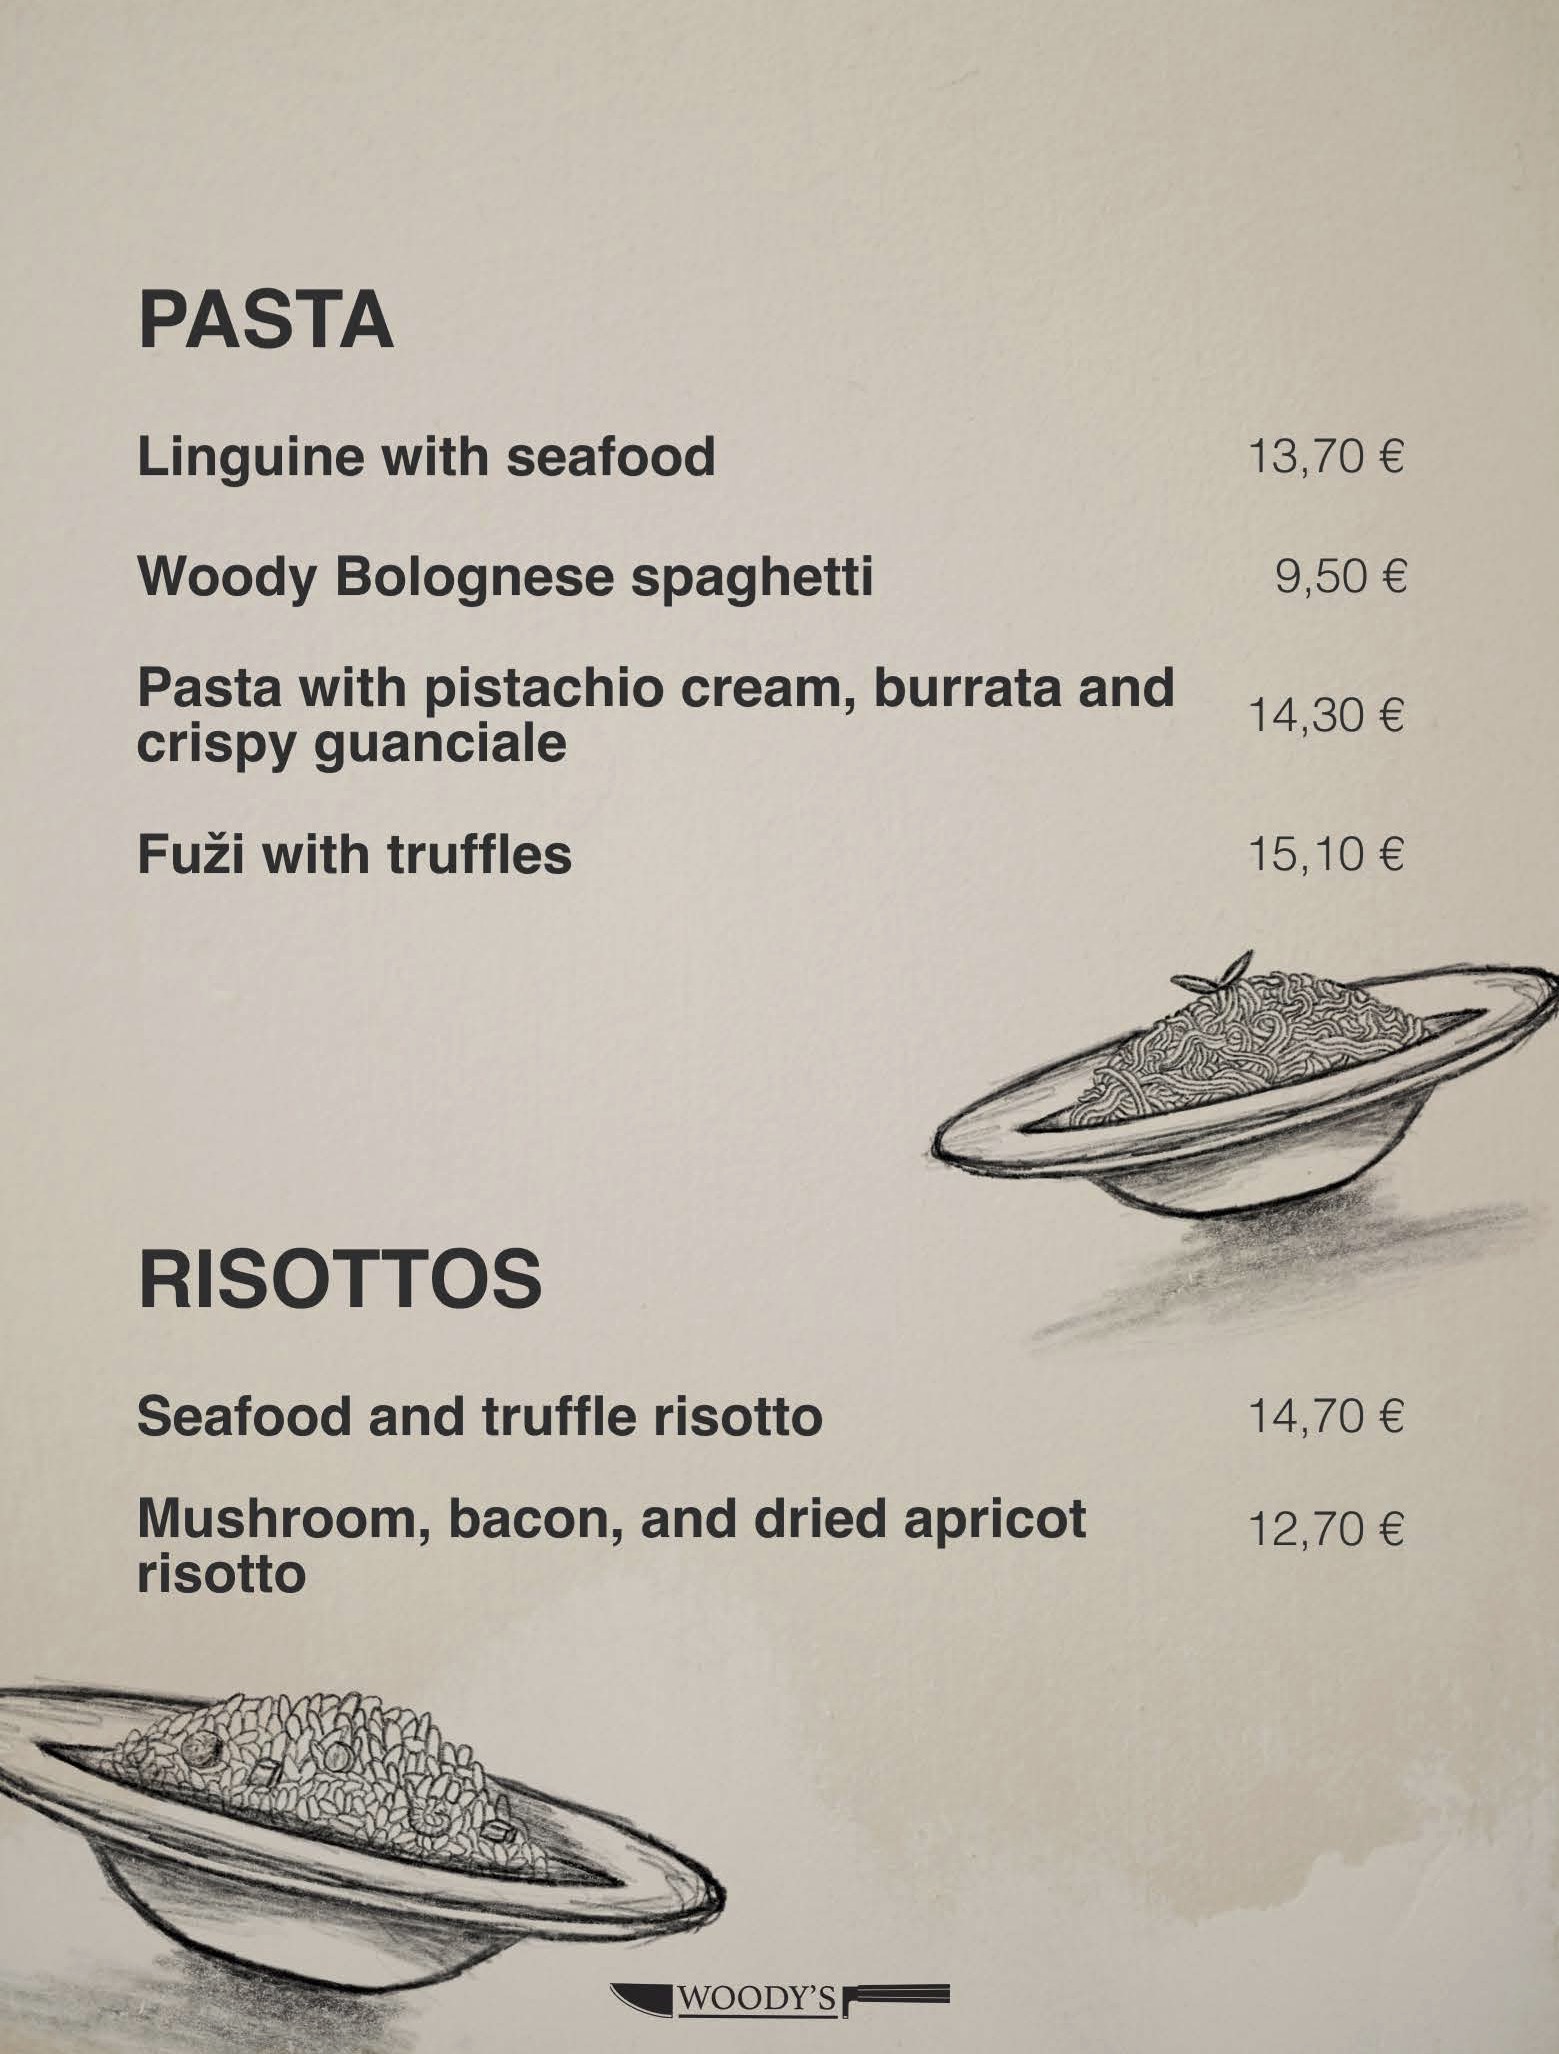 PASTA
Linguine with seafood 13,70 €
Woody Bolognese spaghetti 9,50 €
Pasta with pistachio cream, burrata and
crispy guanciale 14,30 €
Fuži with truffles 15,10 €
RISOTTOS
Seafood and truffle risotto 14,70 €
Mushroom, bacon, and dried apricot
risotto 12,70 €
WOODY'S